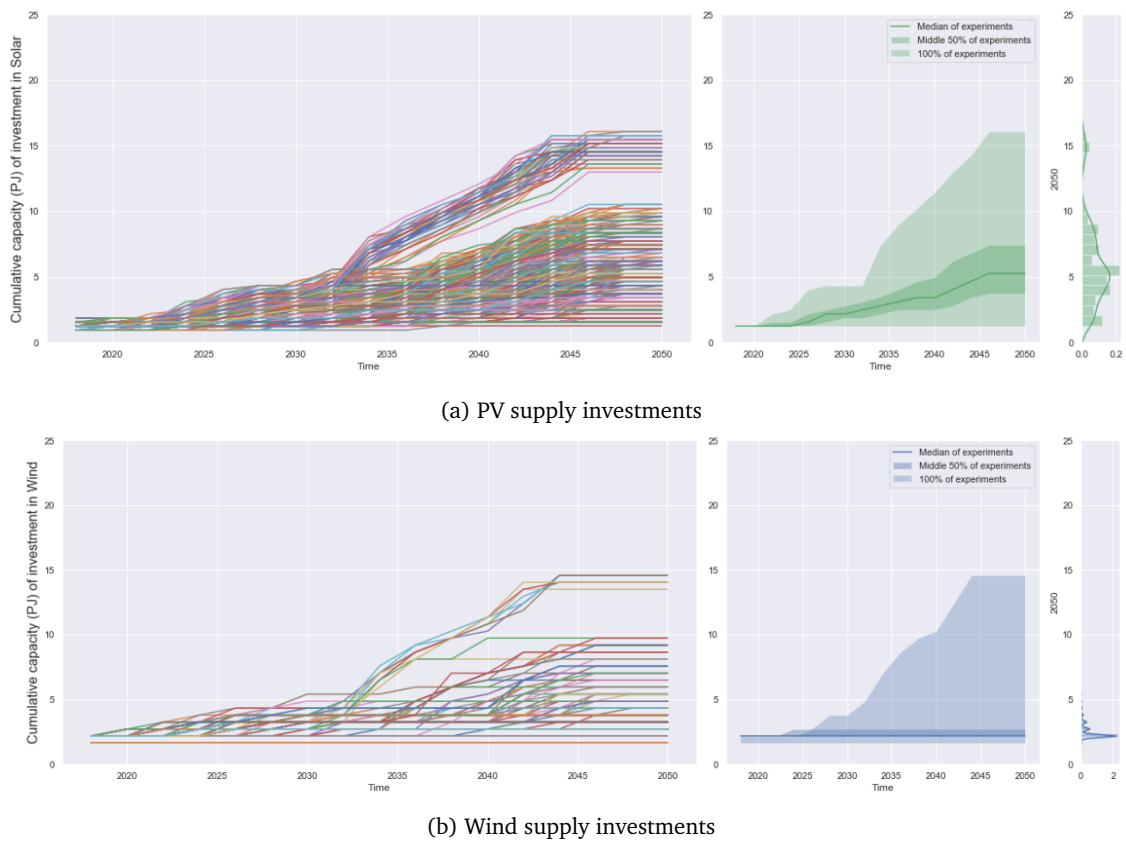 Cumulative capacity (PJ) of investment in Solar
25
20
15
10
5
0
2020 2025 2030 2035 2040 2045 2050
Time
25
20
15
10
5
0
Median of experiments
Middle 50% of experiments
100% of experiments
2020 2025 2030 2035 2040 2045 2050
Time
2050
25
20
15
10
5
0
0.0 0.2
(a) PV supply investments
Cumulative capacity (PJ) of investment in Wind
25
20
15
10
5
0
2020 2025 2030 2035 2040 2045 2050
Time
25
20
15
10
5
0
Median of experiments
Middle 50% of experiments
100% of experiments
2020 2025 2030 2035 2040 2045 2050
Time
2050
25
20
15
10
5
0
0 2
(b) Wind supply investments